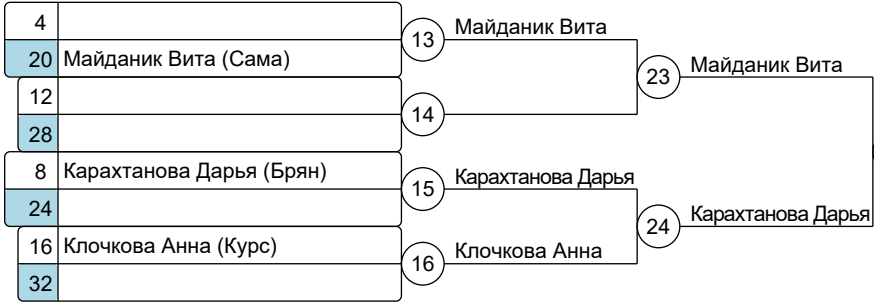 4
20 Майданик Вита (Сама)
12
28
8 Карахтанова Дарья (Брян)
24
16 Клочкова Анна (Курс)
32
13 Майданик Вита
14
15 Карахтанова Дарья
16 Клочкова Анна
23 Майданик Вита
24 Карахтанова Дарья